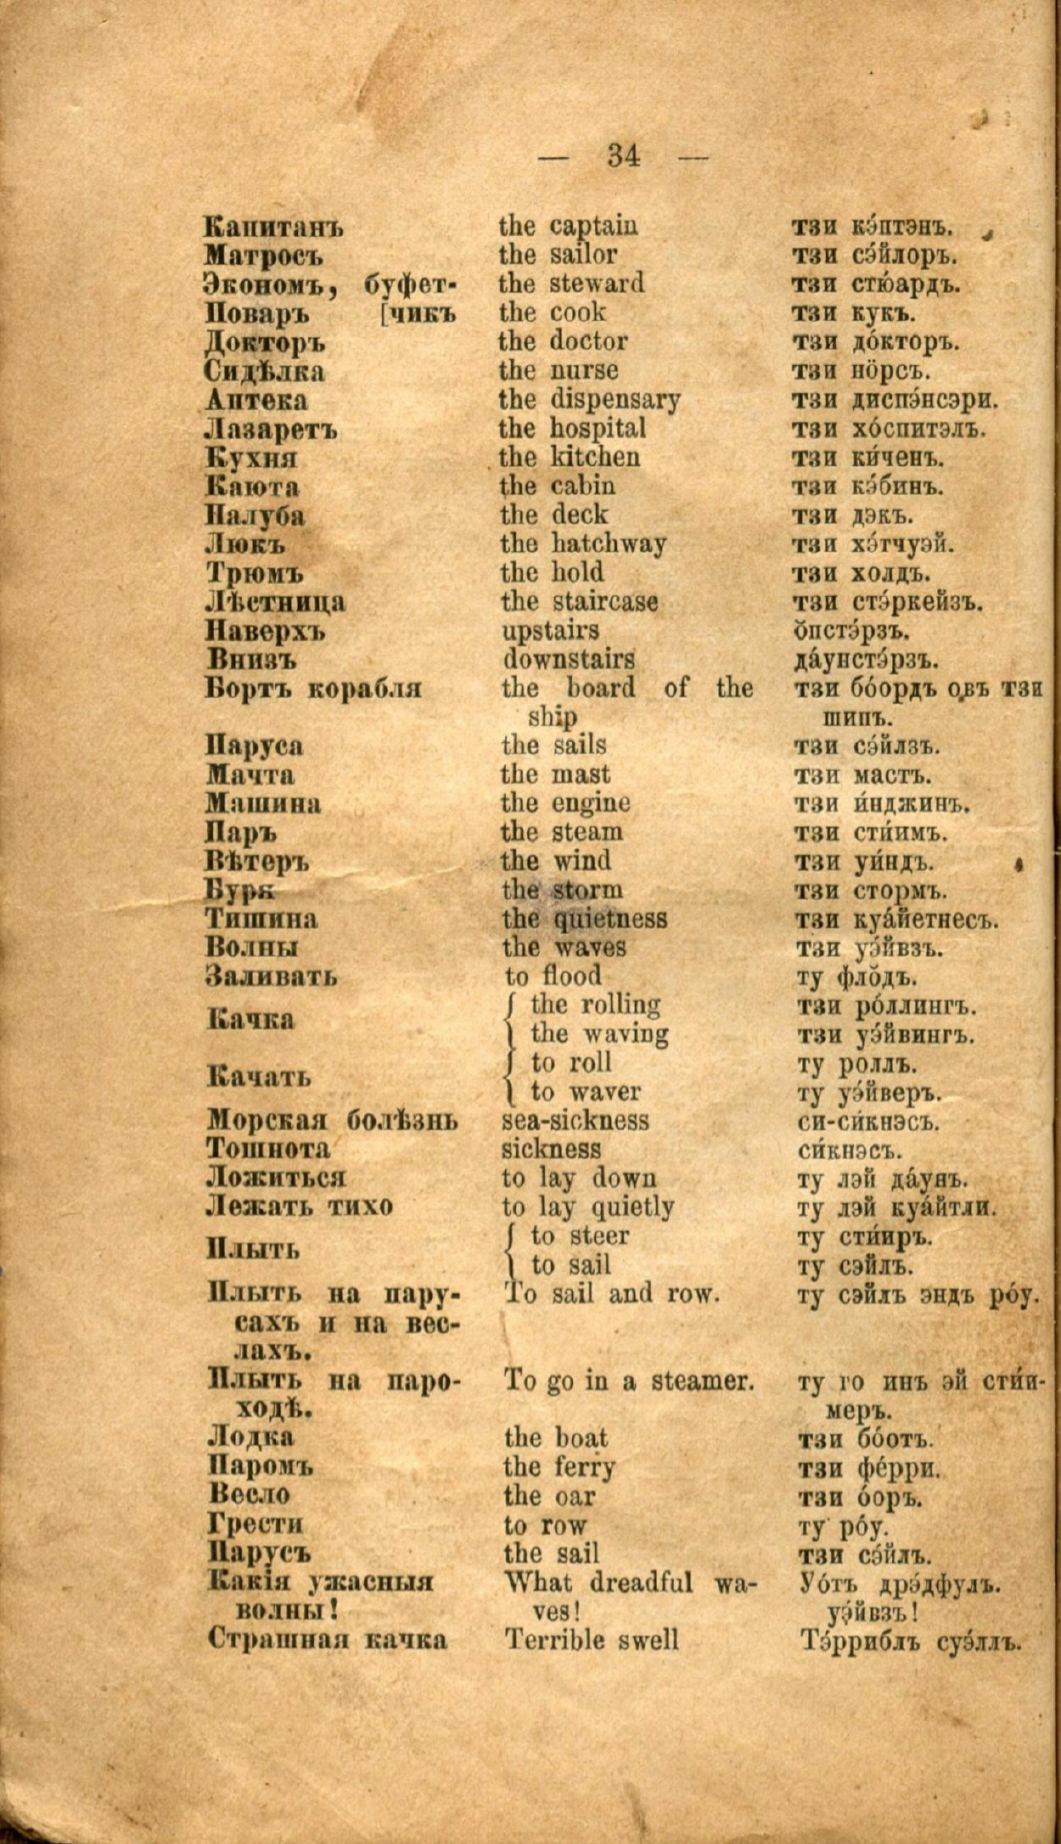 — 34 —
Капитанъ the captain тзи кэ́птэнъ.
Матросъ the sailor тзи сэ́йлоръ.
Экономъ, буфет- the steward тзи стю́ардъ.
Поваръ [чикъ the cook тзи кукъ.
Докторъ the doctor тзи до́кторъ.
Сидѣлка the nurse тзи нӧрсъ.
Аптека the dispensary тзи диспэ́нсэри.
Лазаретъ the hospital тзи хо́спитэлъ.
Кухня the kitchen тзи ки́ченъ.
Каюта the cabin тзи кэ́бинъ.
Палуба the deck тзи дэкъ.
Люкъ the hatchway тзи хэ́тчуэй.
Трюмъ the hold тзи холдъ.
Лѣстница the staircase тзи стэ́ркейзъ.
Наверхъ upstairs ӧпстэ́рзъ.
Внизъ downstairs да́унстэ́рзъ.
Бортъ корабля the board of the тзи бо́ордъ овъ тзи
ship шипъ.
Паруса the sails тзи сэ́йлзъ.
Мачта the mast тзи мастъ.
Машина the engine тзи и́нджинъ.
Паръ the steam тзи сти́имъ.
Вѣтеръ the wind тзи уи́ндъ.
Буря the storm тзи стормъ.
Тишина the quietness тзи куа́йетнесъ.
Волны the waves тзи уэ́йвзъ.
Заливать to flood ту флӧдъ.
Качка { the rolling тзи ро́ллингъ.
the waving тзи уэ́йвингъ.
Качать { to roll ту роллъ.
to waver ту уэ́йверъ.
Морская болѣзнь sea-sickness си-си́кнэсъ.
Тошнота sickness си́кнэсъ.
Ложиться to lay down ту лэй да́унъ.
Лежать тихо to lay quietly ту лэй куа́йтли.
Плыть { to steer ту сти́иръ.
to sail ту сэйлъ.
Плыть на пару- To sail and row. ту сэйлъ эндъ ро́у.
сахъ и на вес-
лахъ.
Плыть на паро- To go in a steamer. ту го инъ эй сти́и-
ходѣ. меръ.
Лодка the boat тзи бо́отъ.
Паромъ the ferry тзи фе́рри.
Весло the oar тзи о́оръ.
Грести to row ту ро́у.
Парусъ the sail тзи сэ́йлъ.
Какія ужасныя What dreadful wa- Уо́тъ дрэ́дфулъ.
волны! ves! уэ́йвзъ!
Страшная качка Terrible swell Тэ́рриблъ суэ́ллъ.